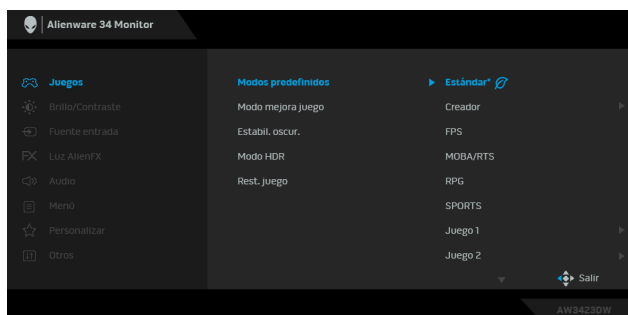 Alienware 34 Monitor
Juegos
Modos predefinidos
Estándar*
Brillo/Contraste
Modo mejora juego
Creador
Fuente entrada
Estabil. oscur.
FPS
FX Luz AlienFX
Modo HDR
MOBA/RTS
Audio
Rest. juego
RPG
Menú
SPORTS
Personalizar
Juego 1
Otros
Juego 2
Salir
AW3423DW